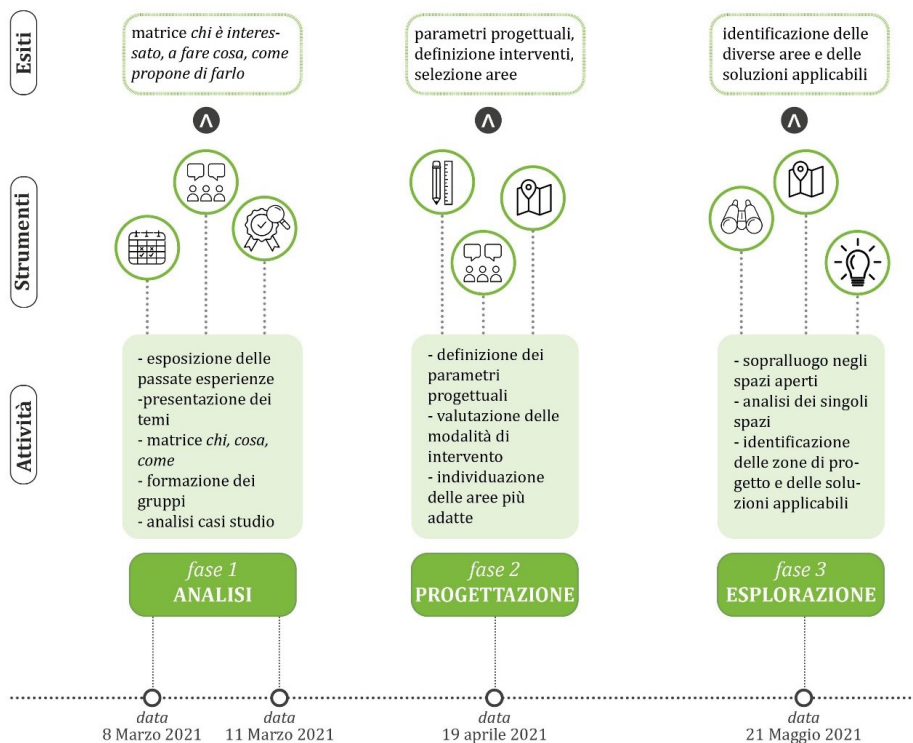 Esiti
matrice chi è interes-
sato, a fare cosa, come
propone di farlo
parametri progettuali,
definizione interventi,
selezione aree
identificazione delle
diverse aree e delle
soluzioni applicabili
Strumenti
Attività
- esposizione delle
passate esperienze
-presentazione dei
temi
- matrice chi, cosa,
come
- formazione dei
gruppi
- analisi casi studio
- definizione dei
parametri
progettuali
- valutazione delle
modalità di
intervento
- individuazione
delle aree più
adatte
- sopralluogo negli
spazi aperti
- analisi dei singoli
spazi
- identificazione
delle zone di pro-
getto e delle solu-
zioni applicabili
fase 1
ANALISI
fase 2
PROGETTAZIONE
fase 3
ESPLORAZIONE
data
8 Marzo 2021
data
11 Marzo 2021
data
19 aprile 2021
data
21 Maggio 2021